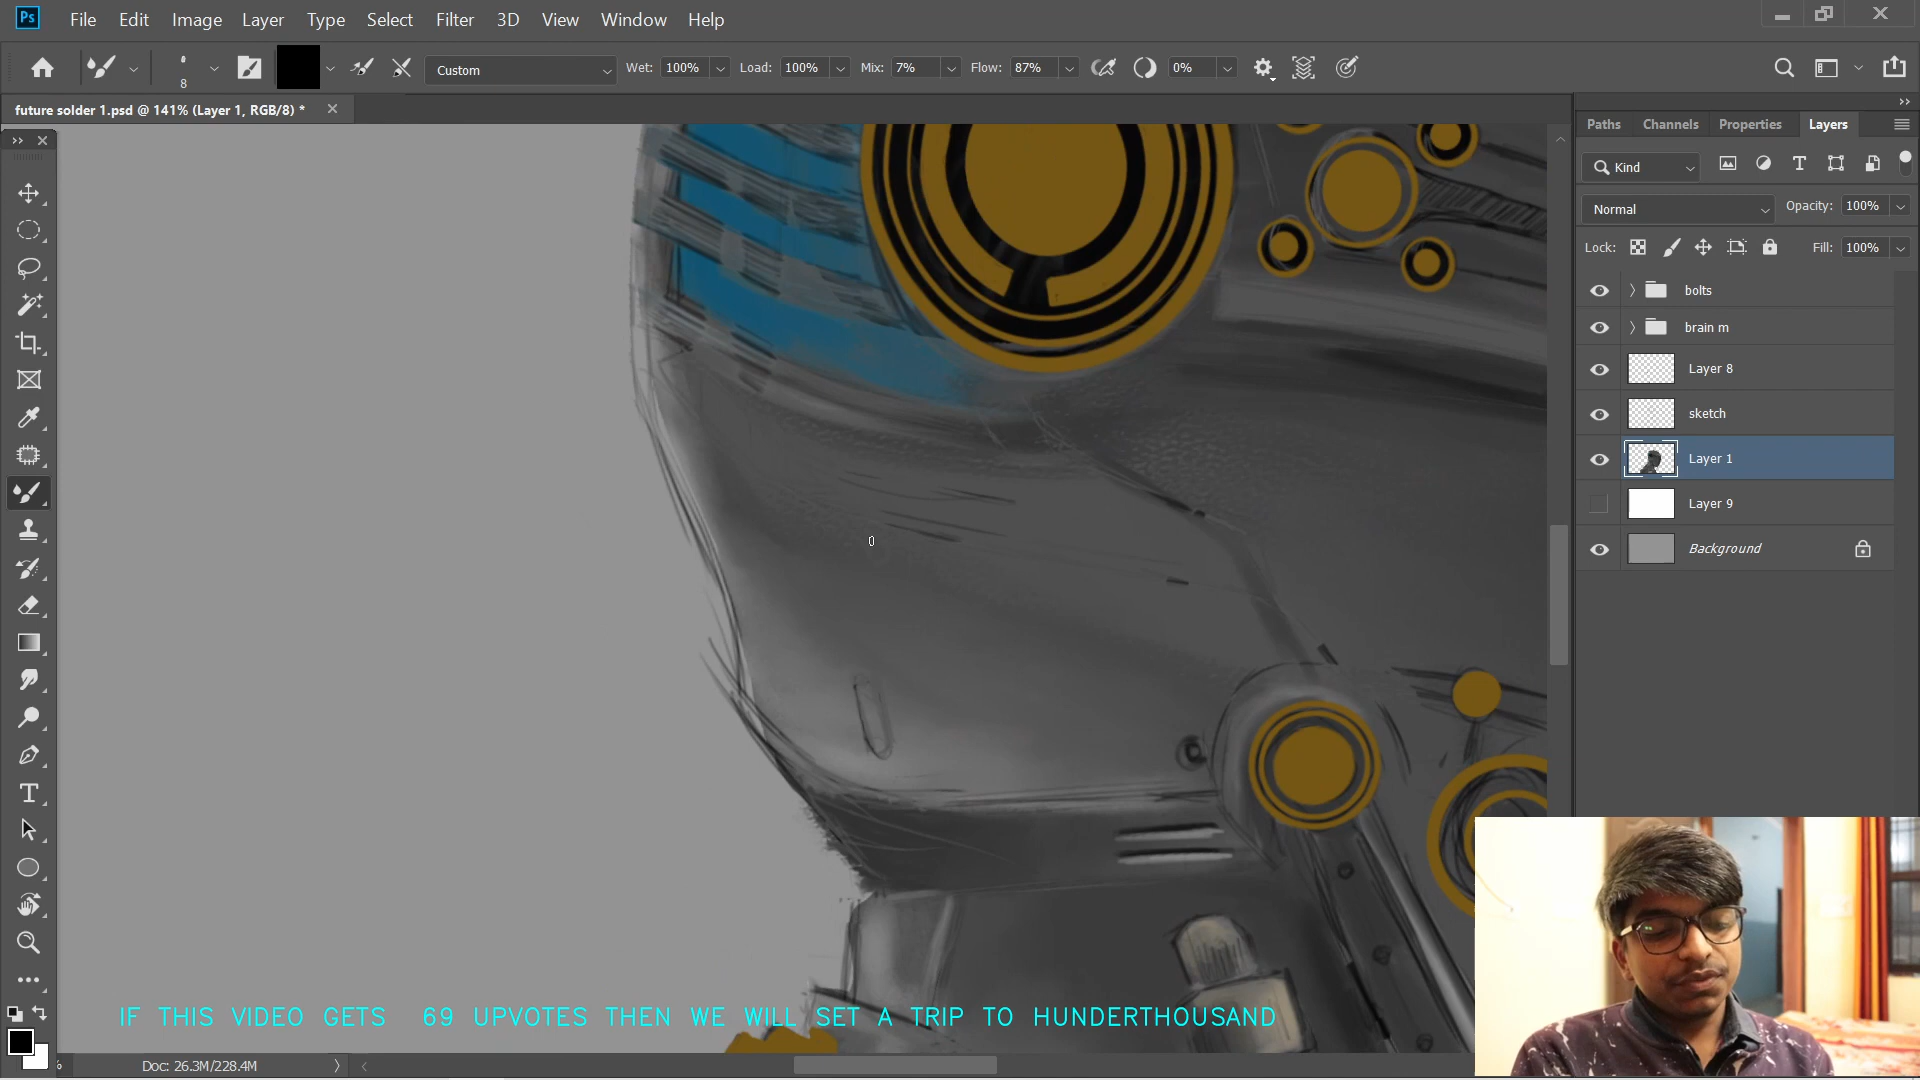 Ps File Edit Image Layer Type Select Filter 3D View Window Help
8 Custom Wet: 100% Load: 100% Mix: 7% Flow: 87% 0%
future solder 1.psd @ 141% (Layer 1, RGB/8) *
Paths Channels Properties Layers
Kind
Normal Opacity: 100%
Lock: Fill: 100%
bolts
brain m
Layer 8
sketch
Layer 1
Layer 9
Background
IF THIS VIDEO GETS 69 UPVOTES THEN WE WILL SET A TRIP TO HUNDERTHOUSAND
% Doc: 26.3M/228.4M